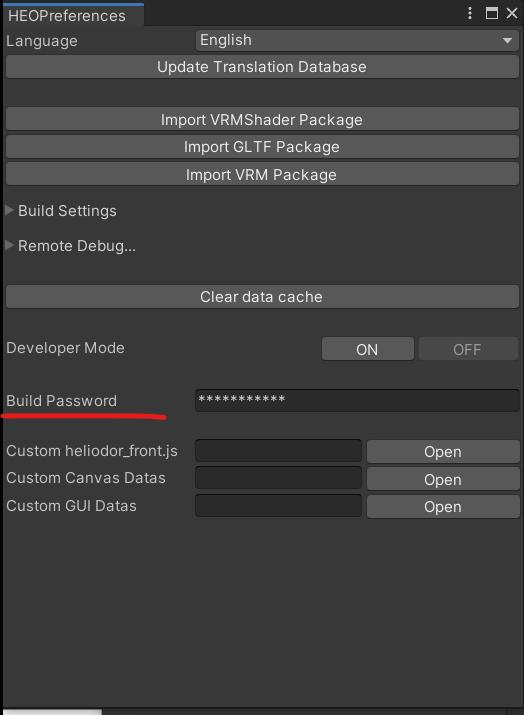 HEOPreferences
Language English
Update Translation Database
Import VRMShader Package
Import GLTF Package
Import VRM Package
Build Settings
Remote Debug...
Clear data cache
Developer Mode ON OFF
Build Password ***********
Custom heliodor_front.js Open
Custom Canvas Datas Open
Custom GUI Datas Open